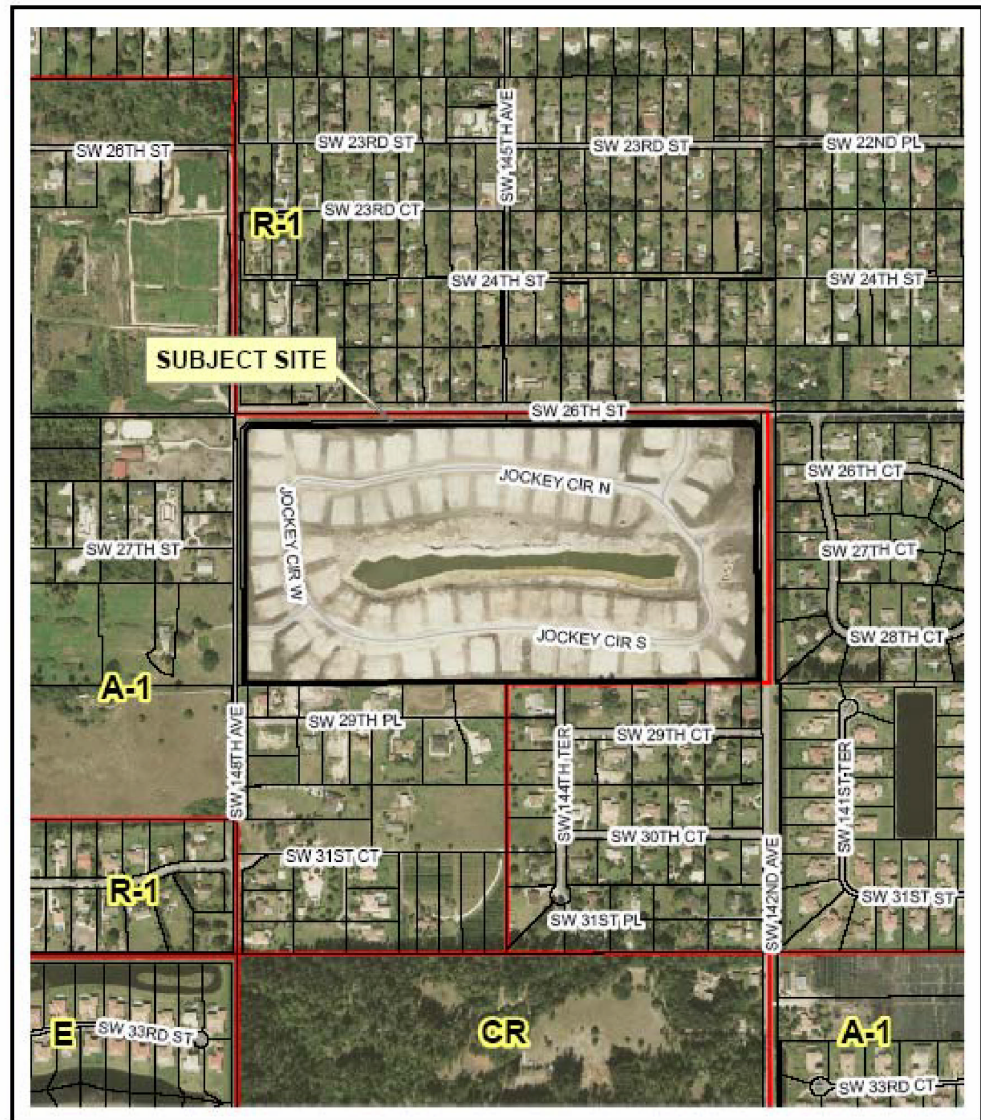 SW 145TH AVE
SW 23RD ST
SW 23RD ST
SW 22ND PL
SW 26TH ST
SW 23RD CT
R-1
SW 24TH ST
SW 24TH ST
SUBJECT SITE
SW 26TH ST
JOCKEY CIR N
SW 26TH CT
JOCKEY CIR W
SW 27TH ST
SW 27TH CT
JOCKEY CIR S
SW 28TH CT
A-1
SW 148TH AVE
SW 29TH PL
SW 144TH TER
SW 29TH CT
SW 141ST TER
SW 30TH CT
SW 142ND AVE
SW 31ST CT
R-1
SW 31ST ST
SW 31ST PL
E
SW 33RD ST
CR
A-1
SW 33RD CT